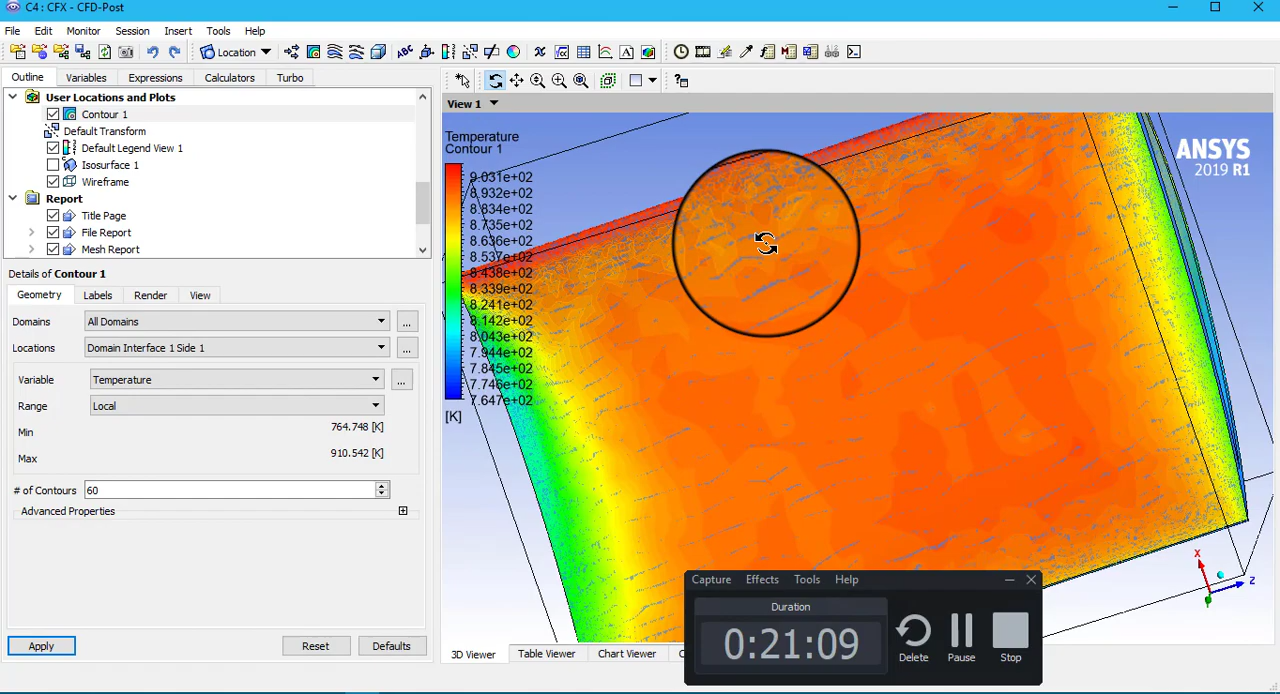 C4 : CFX - CFD-Post
File Edit Monitor Session Insert Tools Help
Location
Outline Variables Expressions Calculators Turbo
User Locations and Plots
Contour 1
Default Transform
Default Legend View 1
Isosurface 1
Wireframe
Report
Title Page
File Report
Mesh Report
Details of Contour 1
Geometry Labels Render View
Domains All Domains ...
Locations Domain Interface 1 Side 1 ...
Variable Temperature ...
Range Local
Min 764.748 [K]
Max 910.542 [K]
# of Contours 60
Advanced Properties
Apply Reset Defaults
View 1
Temperature
Contour 1
9.031e+02
8.932e+02
8.834e+02
8.735e+02
8.636e+02
8.537e+02
8.438e+02
8.339e+02
8.241e+02
8.142e+02
8.043e+02
7.944e+02
7.845e+02
7.746e+02
7.647e+02
[K]
ANSYS
2019 R1
X
Z
Capture Effects Tools Help
Duration
0:21:09
Delete Pause Stop
3D Viewer Table Viewer Chart Viewer